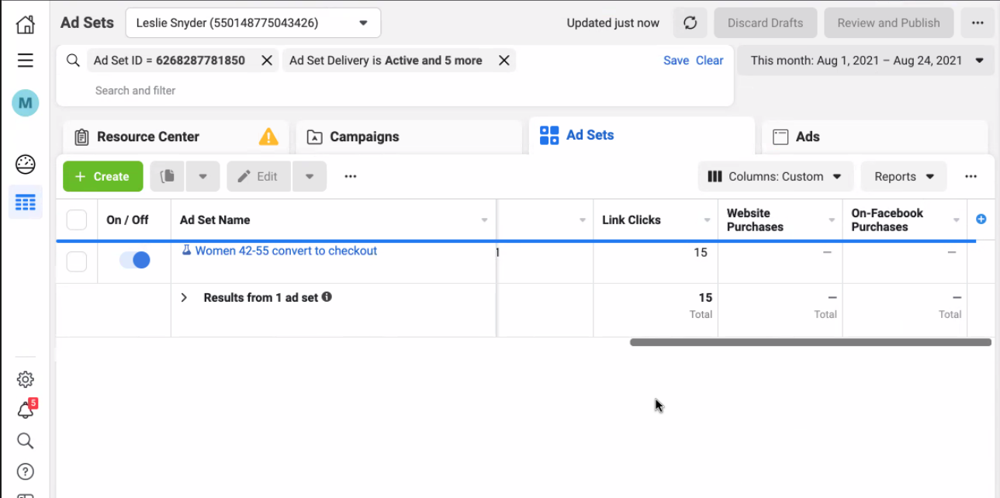 Ad Sets
Leslie Snyder (550148775043426)
Updated just now
Discard Drafts
Review and Publish
Ad Set ID = 6268287781850
Ad Set Delivery is Active and 5 more
Save Clear
This month: Aug 1, 2021 – Aug 24, 2021
Search and filter
M
Resource Center
Campaigns
Ad Sets
Ads
+ Create
Edit
Columns: Custom
Reports
On / Off
Ad Set Name
Link Clicks
Website
Purchases
On-Facebook
Purchases
Women 42-55 convert to checkout
1
15
—
—
Results from 1 ad set
15
—
—
Total
Total
Total
5